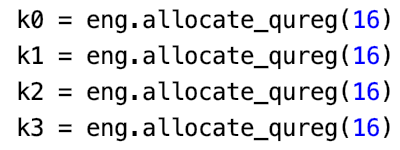 k0 = eng.allocate_qureg(16)
k1 = eng.allocate_qureg(16)
k2 = eng.allocate_qureg(16)
k3 = eng.allocate_qureg(16)